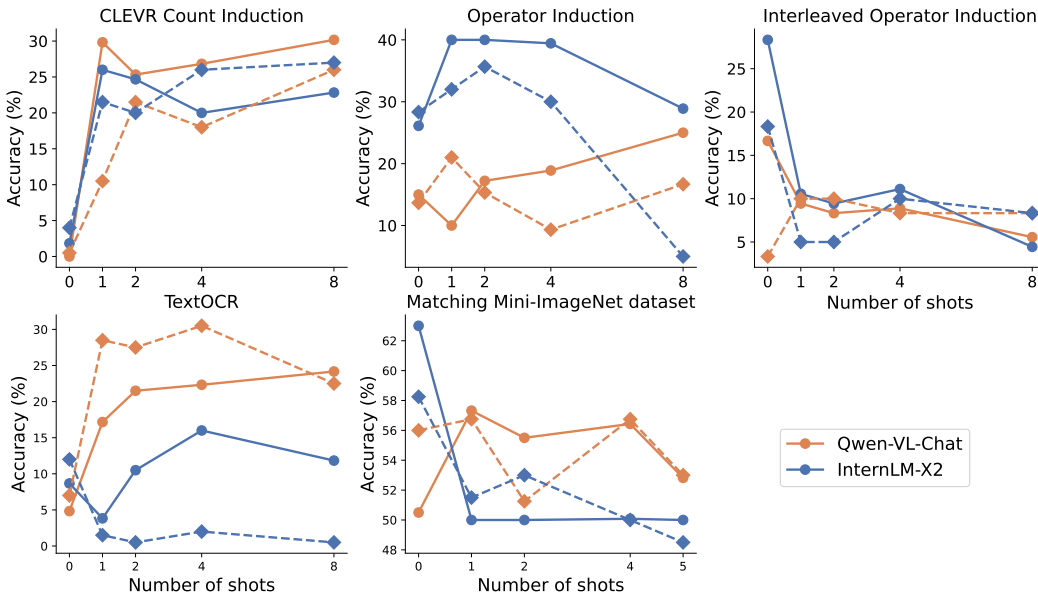 CLEVR Count Induction
Operator Induction
Interleaved Operator Induction
Accuracy (%)
30
25
20
15
10
5
0
0 1 2 4 8
Accuracy (%)
40
30
20
10
0 1 2 4 8
Accuracy (%)
25
20
15
10
5
0 1 2 4 8
Number of shots
TextOCR
Matching Mini-ImageNet dataset
Accuracy (%)
30
25
20
15
10
5
0
0 1 2 4 8
Number of shots
Accuracy (%)
62
60
58
56
54
52
50
48
0 1 2 4 5
Number of shots
Qwen-VL-Chat
InternLM-X2